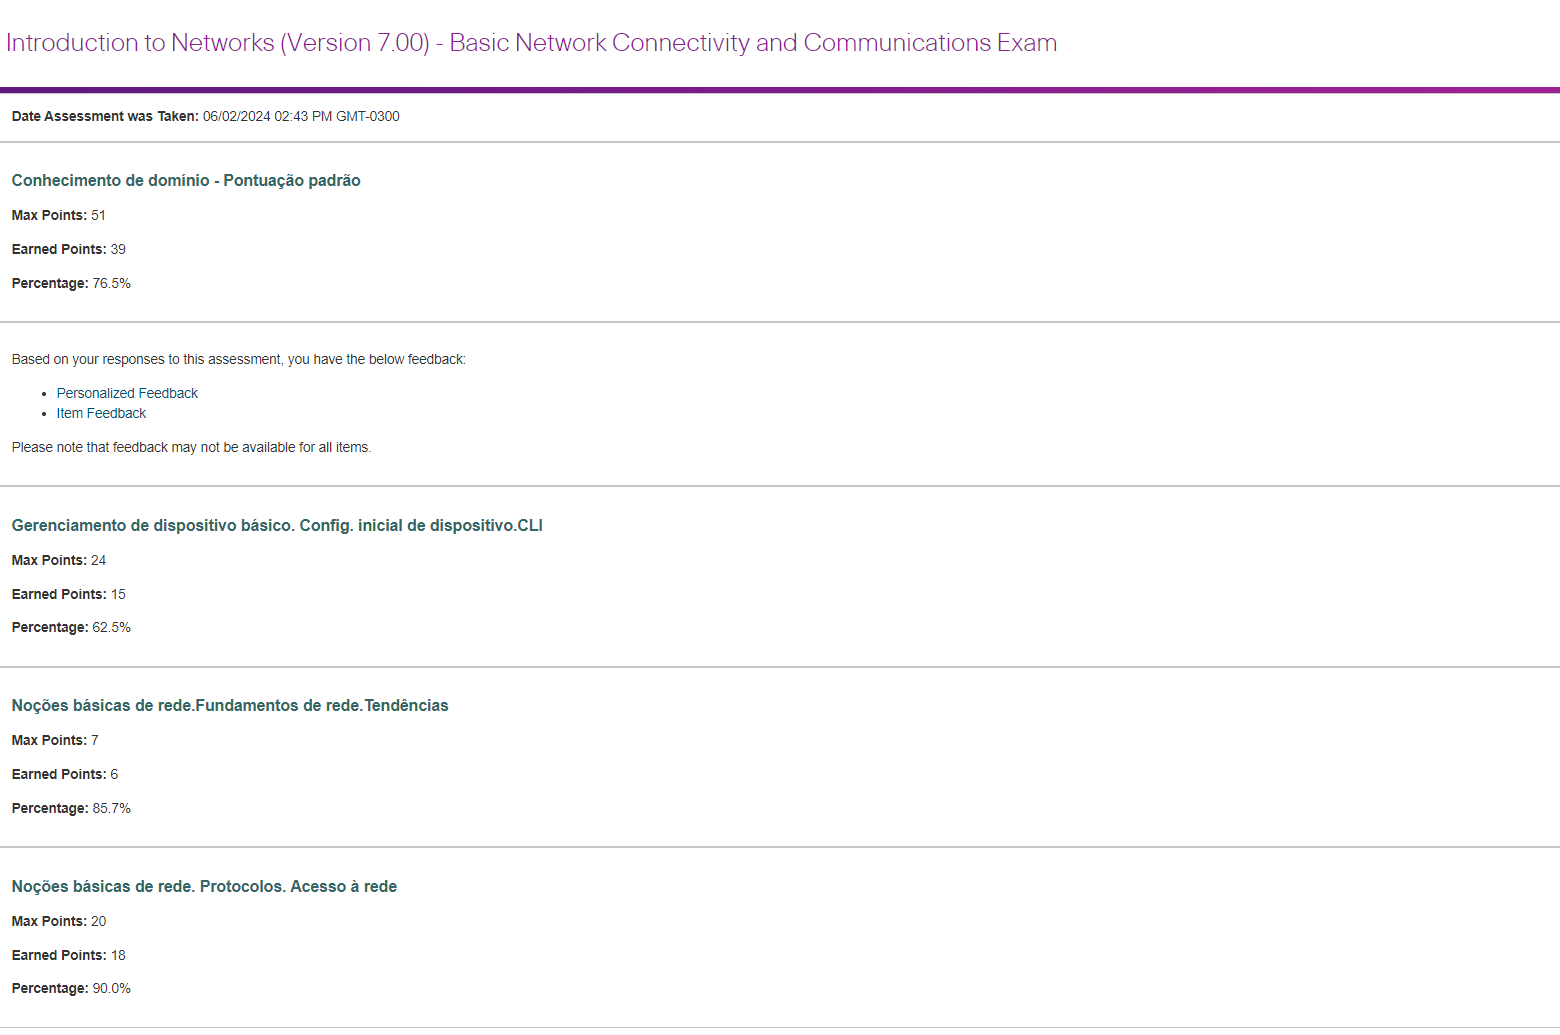 Introduction to Networks (Version 7.00) - Basic Network Connectivity and Communications Exam
Date Assessment was Taken: 06/02/2024 02:43 PM GMT-0300
Conhecimento de domínio - Pontuação padrão
Max Points: 51
Earned Points: 39
Percentage: 76.5%
Based on your responses to this assessment, you have the below feedback:
• Personalized Feedback
• Item Feedback
Please note that feedback may not be available for all items.
Gerenciamento de dispositivo básico. Config. inicial de dispositivo.CLI
Max Points: 24
Earned Points: 15
Percentage: 62.5%
Noções básicas de rede.Fundamentos de rede.Tendências
Max Points: 7
Earned Points: 6
Percentage: 85.7%
Noções básicas de rede. Protocolos. Acesso à rede
Max Points: 20
Earned Points: 18
Percentage: 90.0%